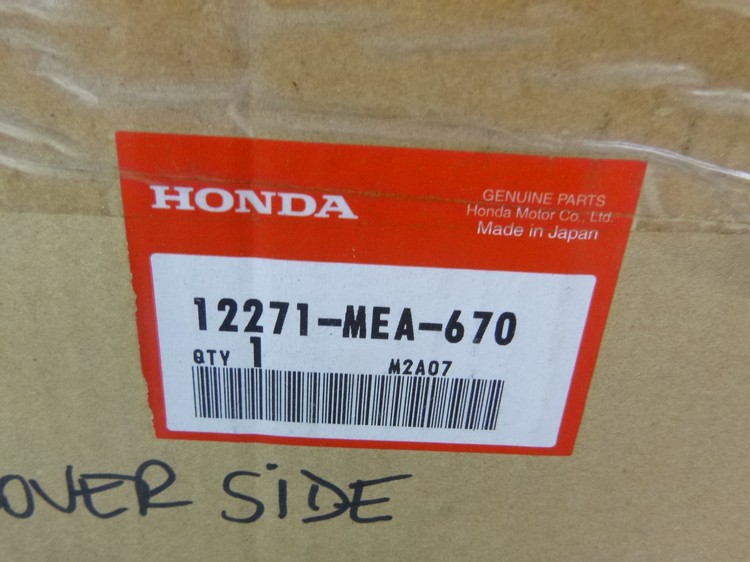 HONDA
GENUINE PARTS
Honda Motor Co., Ltd.
Made in Japan
12271-MEA-670
QTY 1
M2A07
OVER SiDE